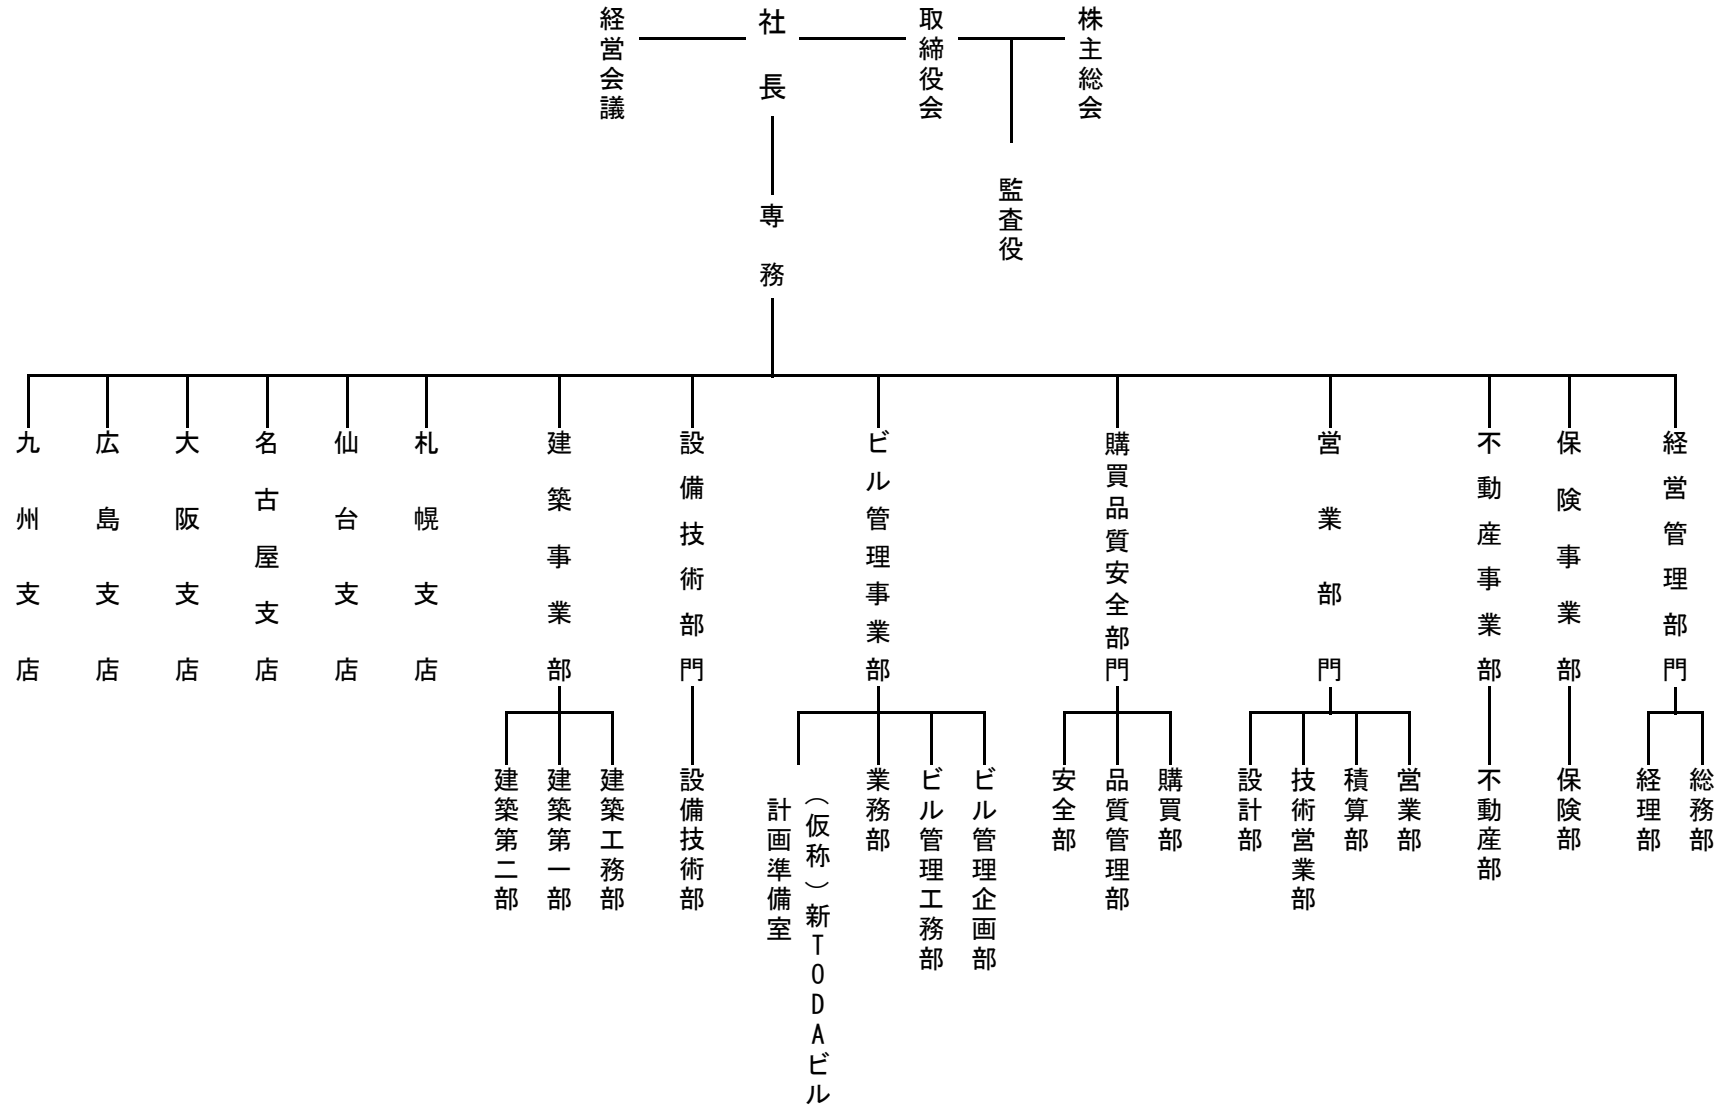 株主総会
取締役会
社長
経営会議
監査役
専務
経営管理部門
保険事業部
不動産事業部
営業部門
購買品質安全部門
ビル管理事業部
設備技術部門
建築事業部
札幌支店
仙台支店
名古屋支店
大阪支店
広島支店
九州支店
総務部
経理部
保険部
不動産部
営業部
積算部
技術営業部
設計部
購買部
品質管理部
安全部
ビル管理企画部
ビル管理工務部
業務部
（仮称）新TODAビル
計画準備室
設備技術部
建築工務部
建築第一部
建築第二部